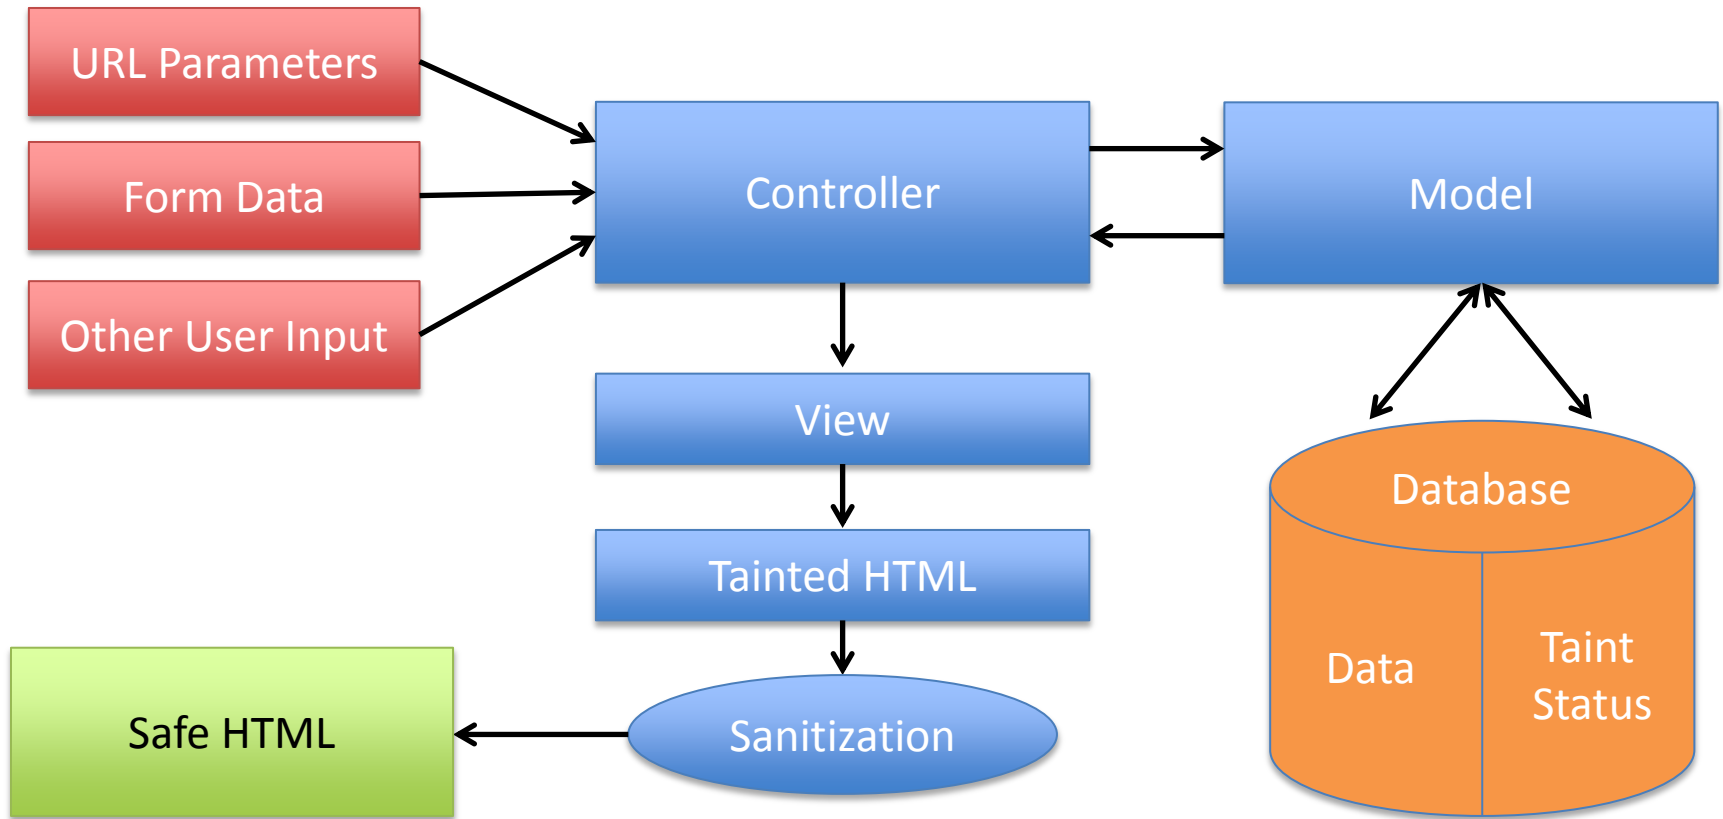 URL Parameters
Form Data
Other User Input
Controller
Model
View
Tainted HTML
Sanitization
Safe HTML
Database
Data
Taint
Status